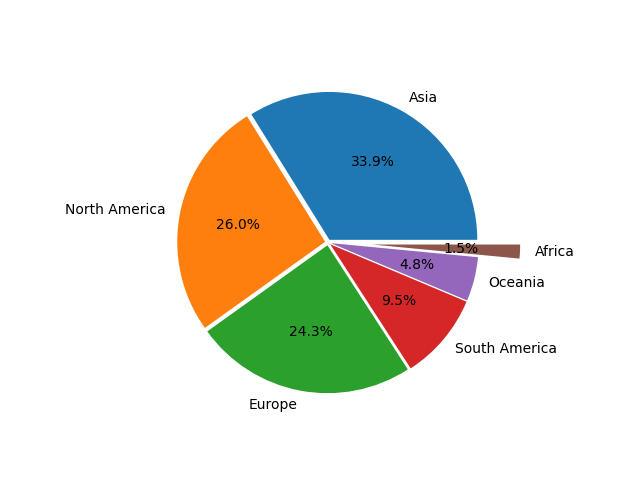 Asia
33.9%
North America
26.0%
1.5%
Africa
4.8%
Oceania
9.5%
24.3%
South America
Europe